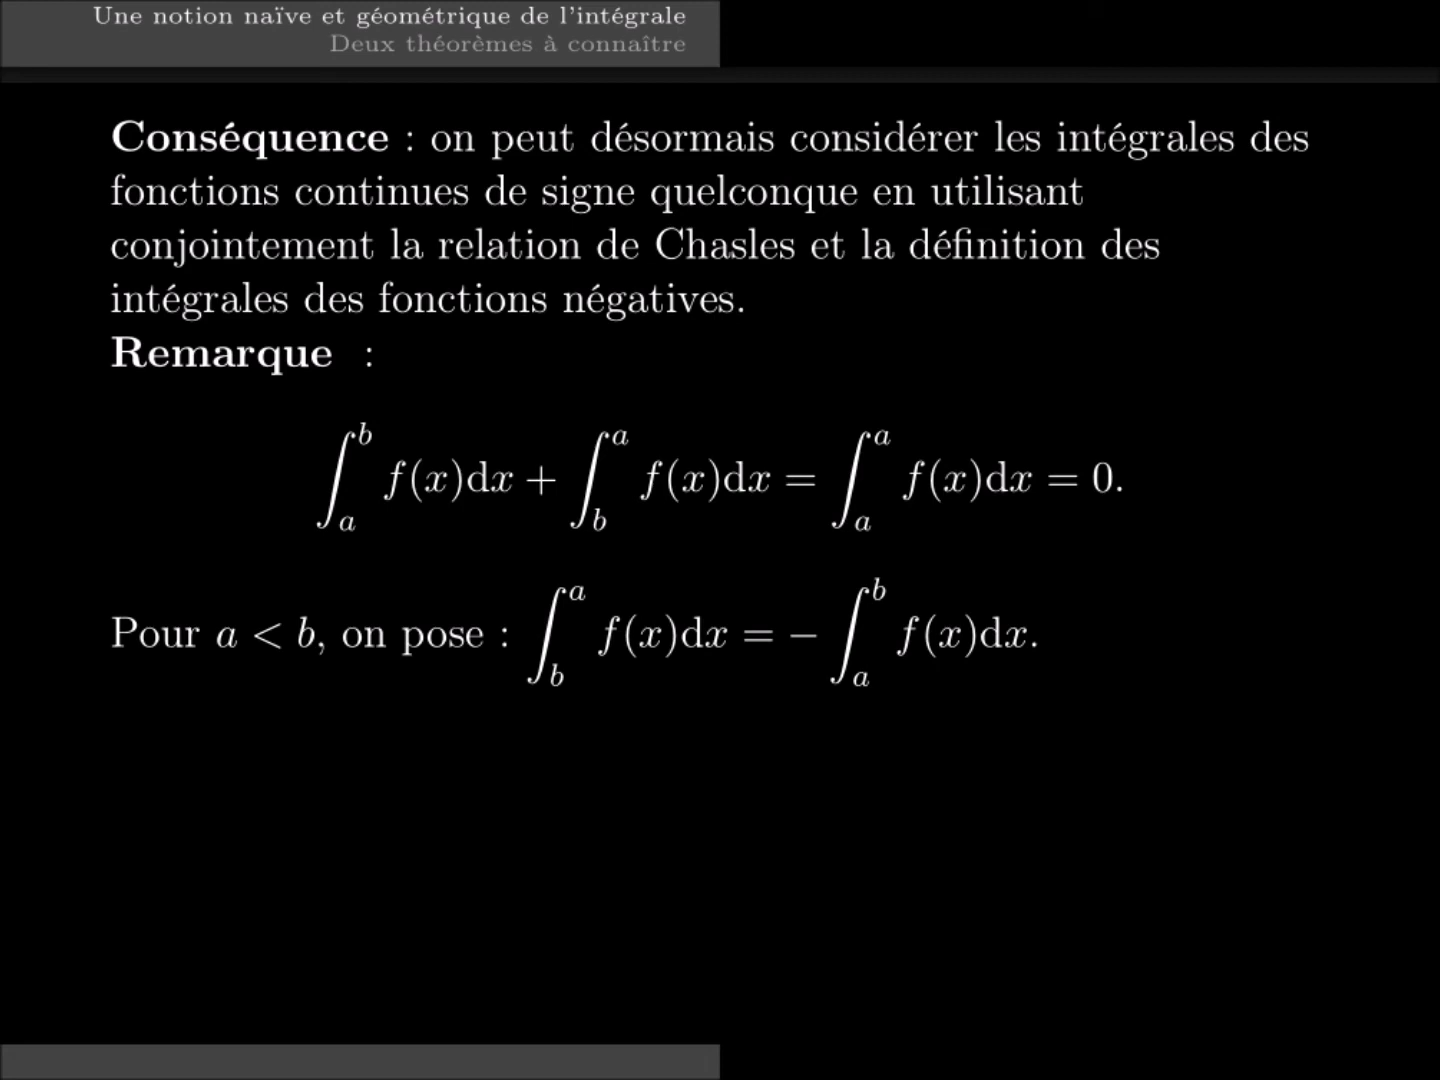 Une notion naïve et géométrique de l'intégrale
Deux théorèmes à connaître
Conséquence : on peut désormais considérer les intégrales des
fonctions continues de signe quelconque en utilisant
conjointement la relation de Chasles et la définition des
intégrales des fonctions négatives.
Remarque :
∫_a^b f(x)dx + ∫_b^a f(x)dx = ∫_a^a f(x)dx = 0.
Pour a < b, on pose : ∫_b^a f(x)dx = − ∫_a^b f(x)dx.